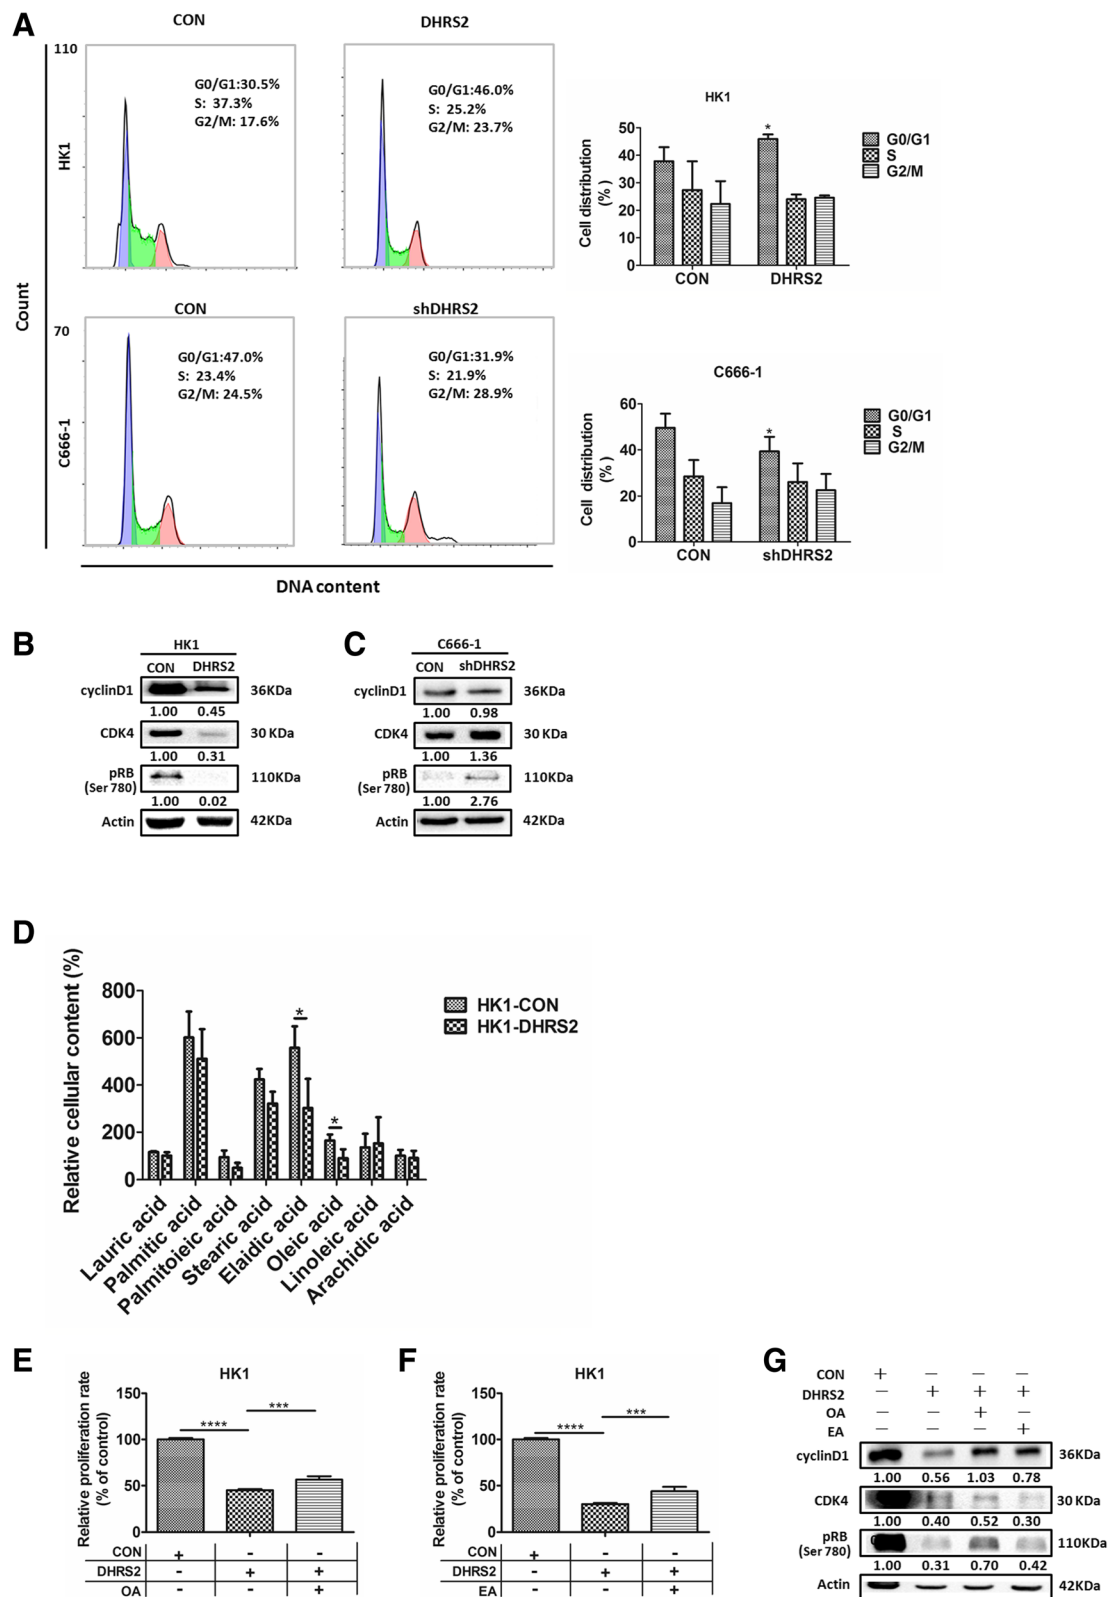 A
CON
DHRS2
110
HK1
G0/G1:30.5%
S: 37.3%
G2/M: 17.6%
G0/G1:46.0%
S: 25.2%
G2/M: 23.7%
HK1
Cell distribution
(%)
50
40
30
20
10
0
*
CON
DHRS2
G0/G1
S
G2/M
Count
CON
shDHRS2
70
C666-1
G0/G1:47.0%
S: 23.4%
G2/M: 24.5%
G0/G1:31.9%
S: 21.9%
G2/M: 28.9%
C666-1
Cell distribution
(%)
60
40
20
0
*
CON
shDHRS2
G0/G1
S
G2/M
DNA content
B
HK1
CON DHRS2
cyclinD1 36KDa
1.00 0.45
CDK4 30 KDa
1.00 0.31
pRB
(Ser 780) 110KDa
1.00 0.02
Actin 42KDa
C
C666-1
CON shDHRS2
cyclinD1 36KDa
1.00 0.98
CDK4 30 KDa
1.00 1.36
pRB
(Ser 780) 110KDa
1.00 2.76
Actin 42KDa
D
Relative cellular content (%)
800
600
400
200
0
*
*
HK1-CON
HK1-DHRS2
Lauric acid
Palmitic acid
Palmitoieic acid
Stearic acid
Elaidic acid
Oleic acid
Linoleic acid
Arachidic acid
E
HK1
Relative proliferation rate
(% of control)
150
100
50
0
****
***
CON + - -
DHRS2 - + +
OA - - +
F
HK1
Relative proliferation rate
(% of control)
150
100
50
0
****
***
CON + - -
DHRS2 - + +
EA - - +
G
CON + − − −
DHRS2 − + + +
OA − − + −
EA − − − +
cyclinD1 36KDa
1.00 0.56 1.03 0.78
CDK4 30 KDa
1.00 0.40 0.52 0.30
pRB
(Ser 780) 110KDa
1.00 0.31 0.70 0.42
Actin 42KDa